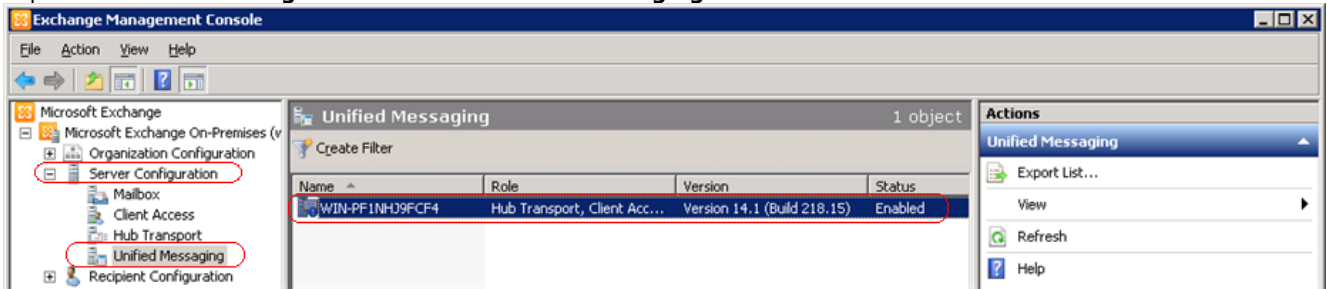 Exchange Management Console
File Action View Help
Microsoft Exchange
Microsoft Exchange On-Premises (v
Organization Configuration
Server Configuration
Mailbox
Client Access
Hub Transport
Unified Messaging
Recipient Configuration
Unified Messaging 1 object
Create Filter
Name Role Version Status
WIN-PF1NHJ9FCF4 Hub Transport, Client Acc... Version 14.1 (Build 218.15) Enabled
Actions
Unified Messaging
Export List...
View
Refresh
Help